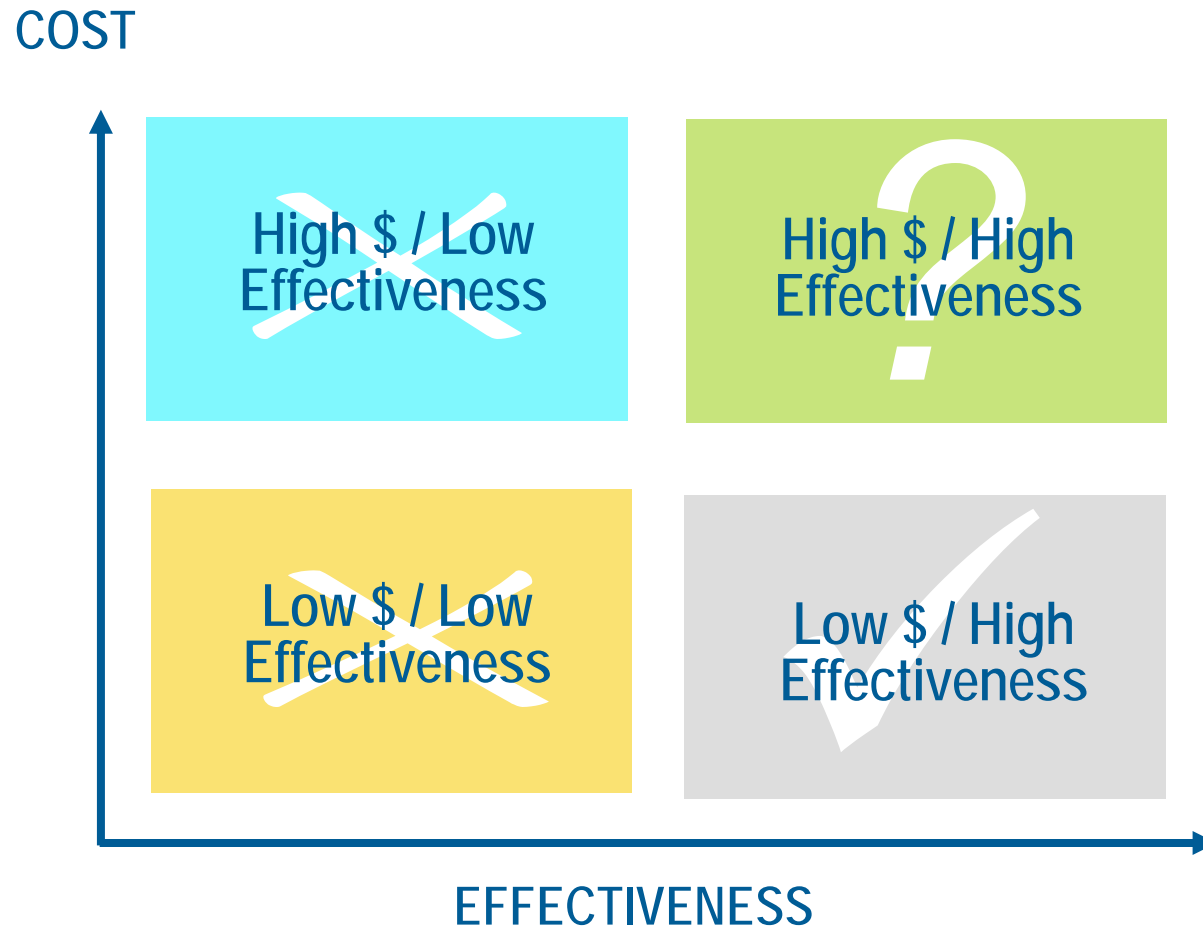 COST
High $ / Low
Effectiveness
?
High $ / High
Effectiveness
Low $ / Low
Effectiveness
Low $ / High
Effectiveness
EFFECTIVENESS